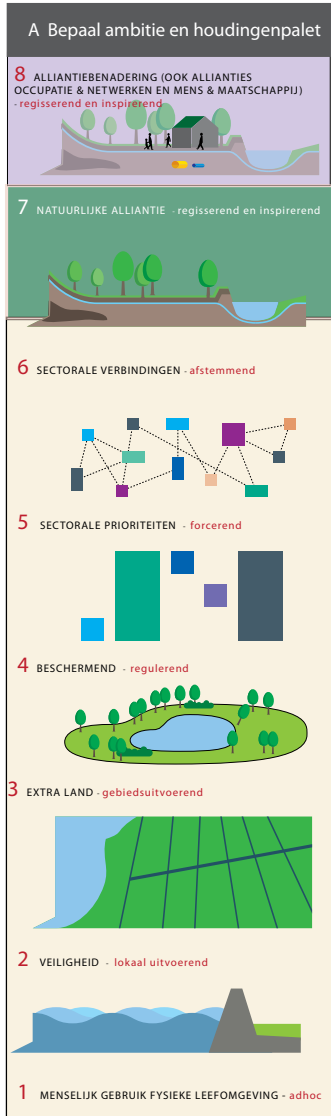 A Bepaal ambitie en houdingenpalet
8 ALLIANTIEBENADERING (OOK ALLIANTIES
OCCUPATIE & NETWERKEN EN MENS & MAATSCHAPPIJ)
- regisserend en inspirerend
7 NATUURLIJKE ALLIANTIE - regisserend en inspirerend
6 SECTORALE VERBINDINGEN - afstemmend
5 SECTORALE PRIORITEITEN - forcerend
4 BESCHERMEND - regulerend
3 EXTRA LAND - gebiedsuitvoerend
2 VEILIGHEID - lokaal uitvoerend
1 MENSELIJK GEBRUIK FYSIEKE LEEFOMGEVING - adhoc